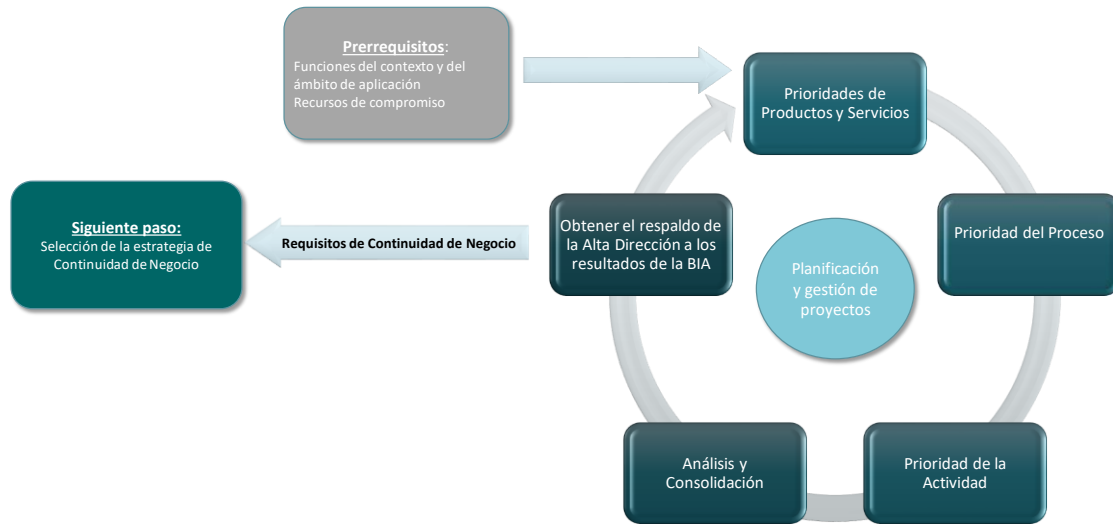 Prerrequisitos:
Funciones del contexto y del
ámbito de aplicación
Recursos de compromiso
Prioridades de
Productos y Servicios
Siguiente paso:
Selección de la estrategia de
Continuidad de Negocio
Requisitos de Continuidad de Negocio
Obtener el respaldo de
la Alta Dirección a los
resultados de la BIA
Planificación
y gestión de
proyectos
Prioridad del Proceso
Análisis y
Consolidación
Prioridad de la
Actividad